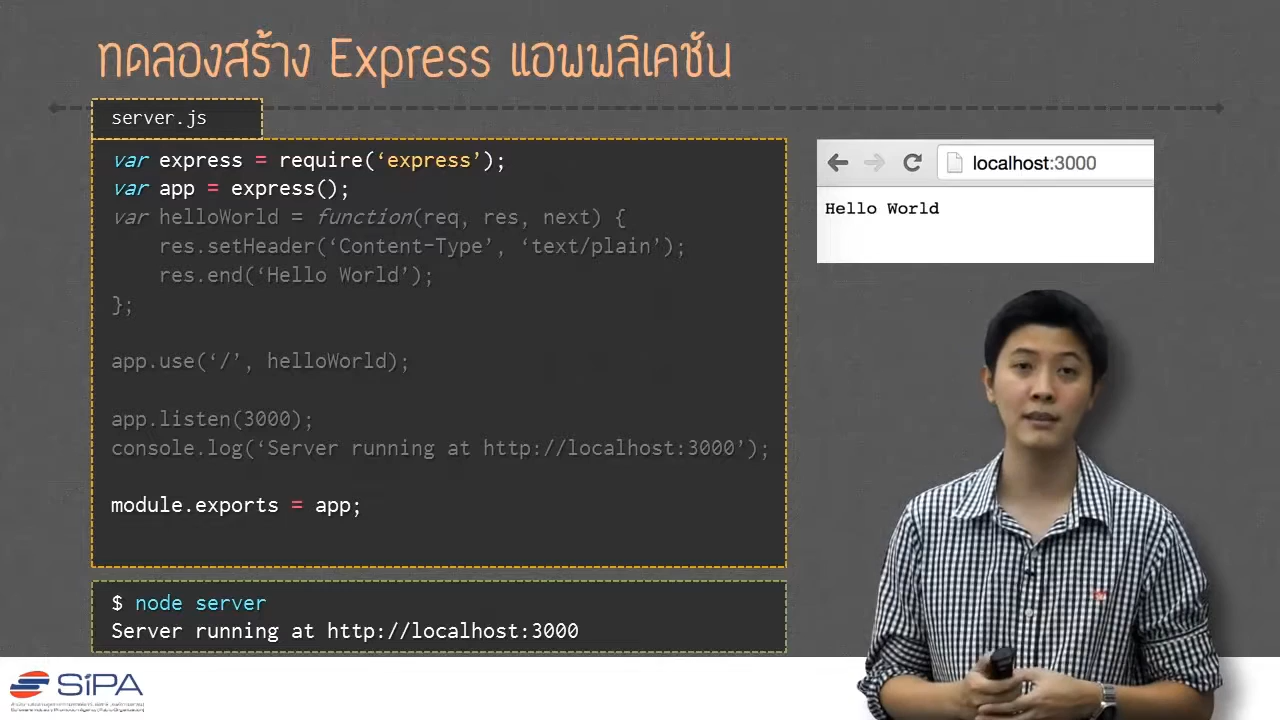 ทดลองสร้าง Express แอพพลิเคชัน
server.js
var express = require(‘express’);
var app = express();
var helloWorld = function(req, res, next) {
    res.setHeader(‘Content-Type’, ‘text/plain’);
    res.end(‘Hello World’);
};
app.use(‘/’, helloWorld);
app.listen(3000);
console.log(‘Server running at http://localhost:3000’);
module.exports = app;
$ node server
Server running at http://localhost:3000
localhost:3000
Hello World
SiPA